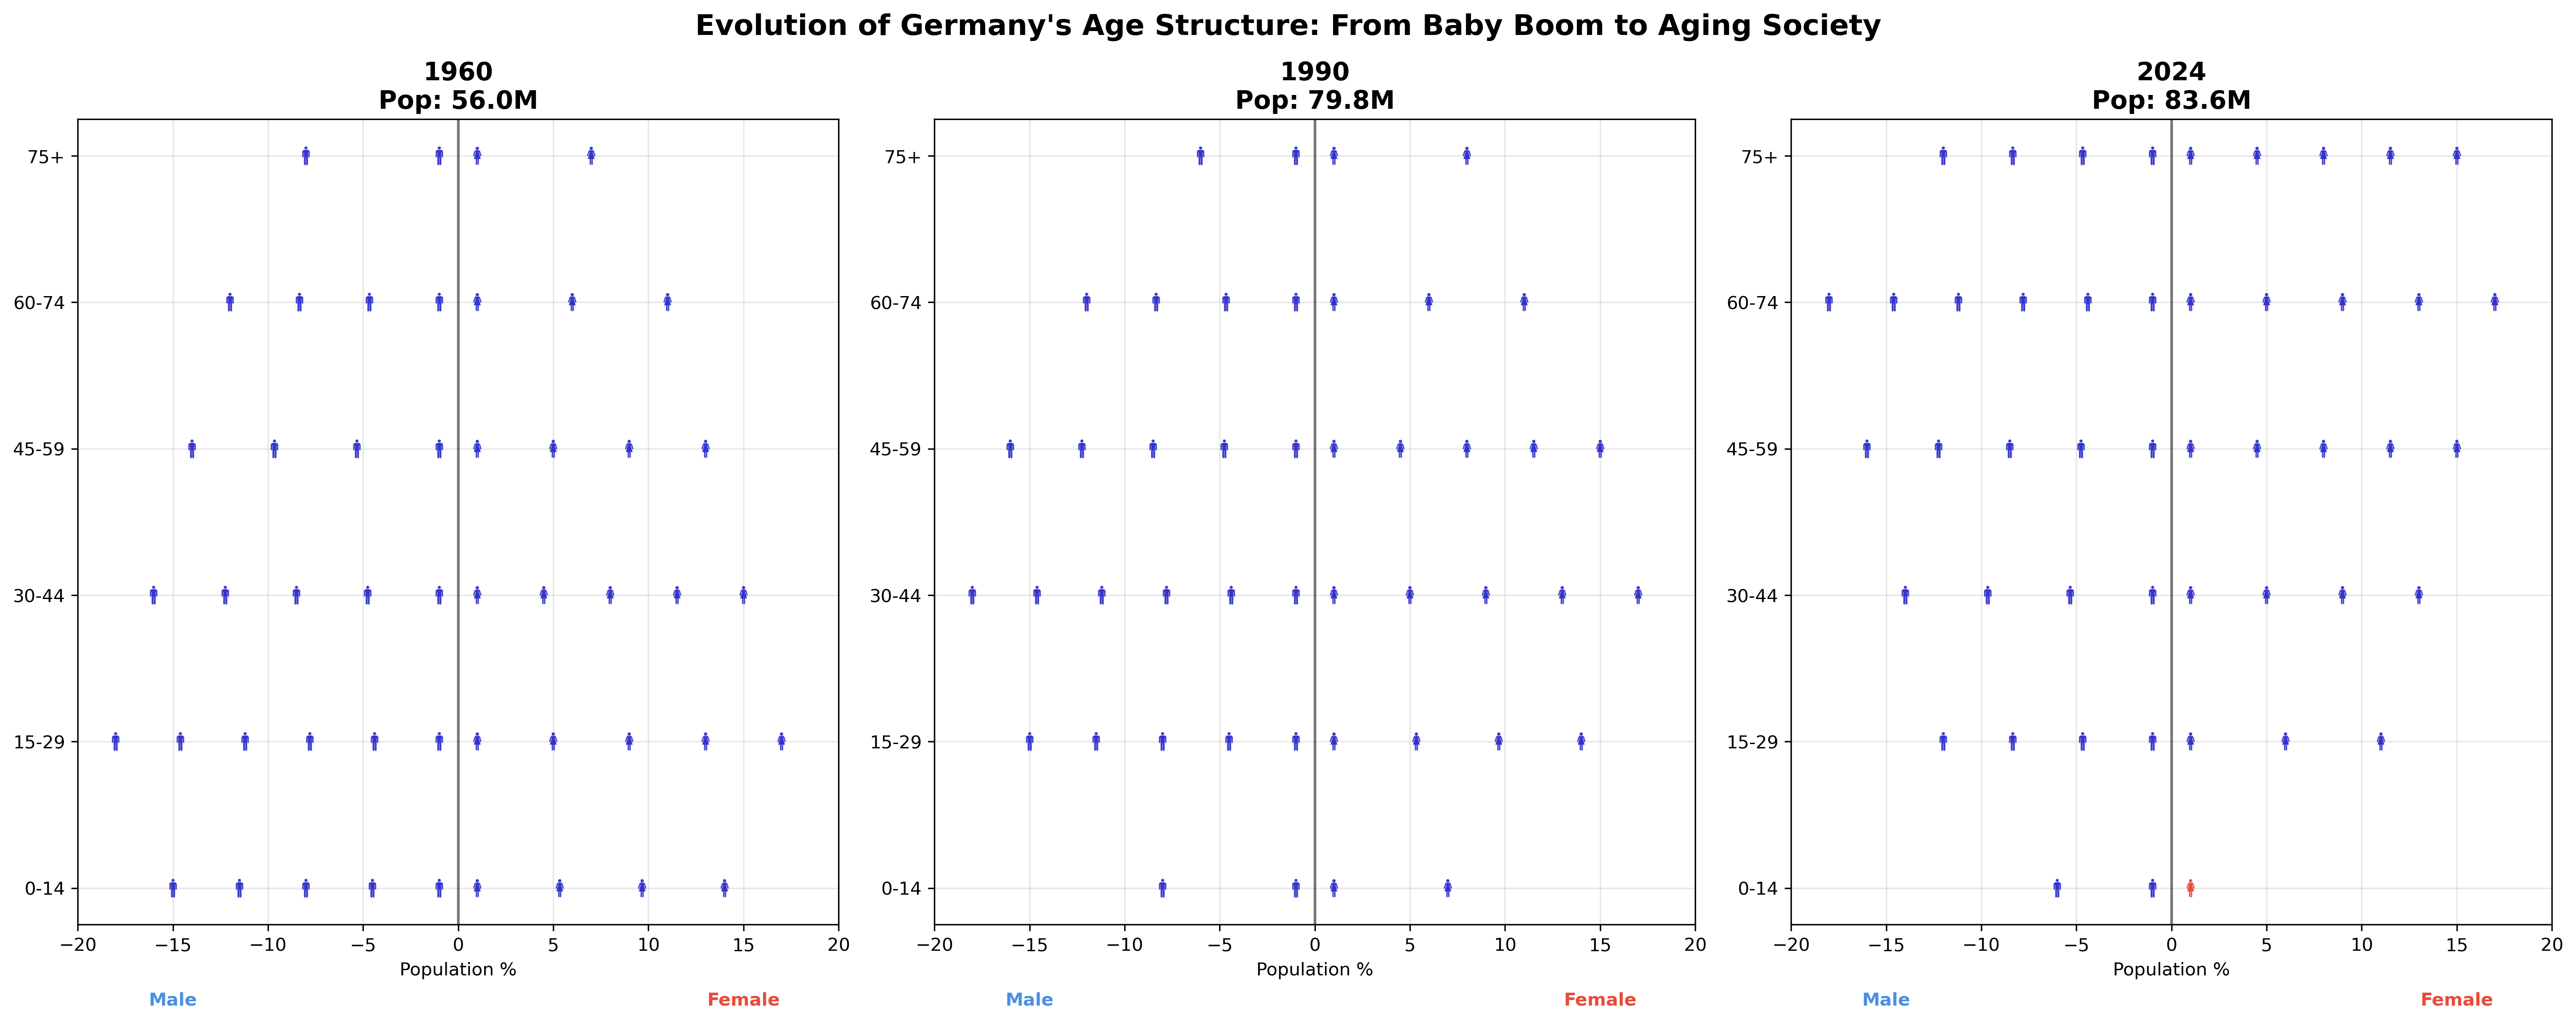 Evolution of Germany's Age Structure: From Baby Boom to Aging Society
1960
Pop: 56.0M
75+
60-74
45-59
30-44
15-29
0-14
−20 −15 −10 −5 0 5 10 15 20
Population %
Male Female
1990
Pop: 79.8M
75+
60-74
45-59
30-44
15-29
0-14
−20 −15 −10 −5 0 5 10 15 20
Population %
Male Female
2024
Pop: 83.6M
75+
60-74
45-59
30-44
15-29
0-14
−20 −15 −10 −5 0 5 10 15 20
Population %
Male Female